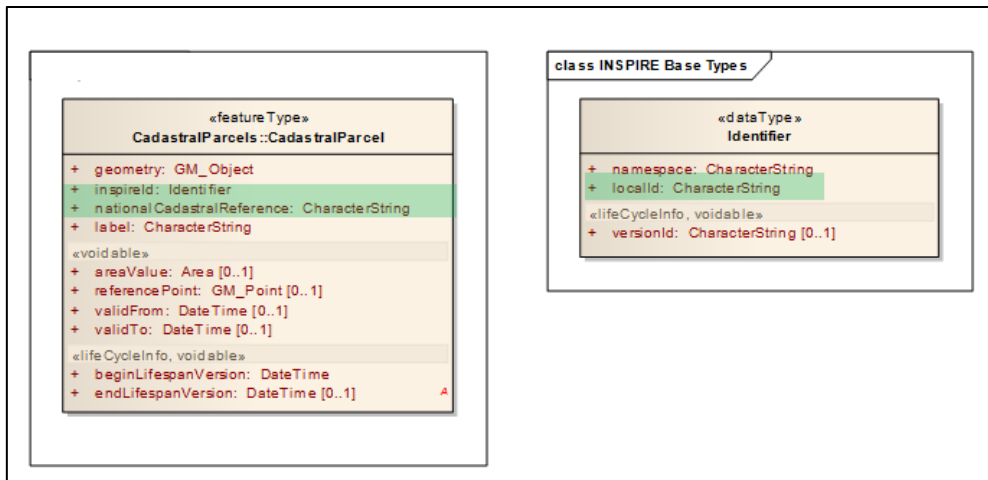 «featureType»
CadastralParcels::CadastralParcel
+ geometry: GM_Object
+ inspireId: Identifier
+ nationalCadastralReference: CharacterString
+ label: CharacterString
«voidable»
+ areaValue: Area [0..1]
+ referencePoint: GM_Point [0..1]
+ validFrom: DateTime [0..1]
+ validTo: DateTime [0..1]
«lifeCycleInfo, voidable»
+ beginLifespanVersion: DateTime
+ endLifespanVersion: DateTime [0..1] A
class INSPIRE Base Types
«dataType»
Identifier
+ namespace: CharacterString
+ localId: CharacterString
«lifeCycleInfo, voidable»
+ versionId: CharacterString [0..1]